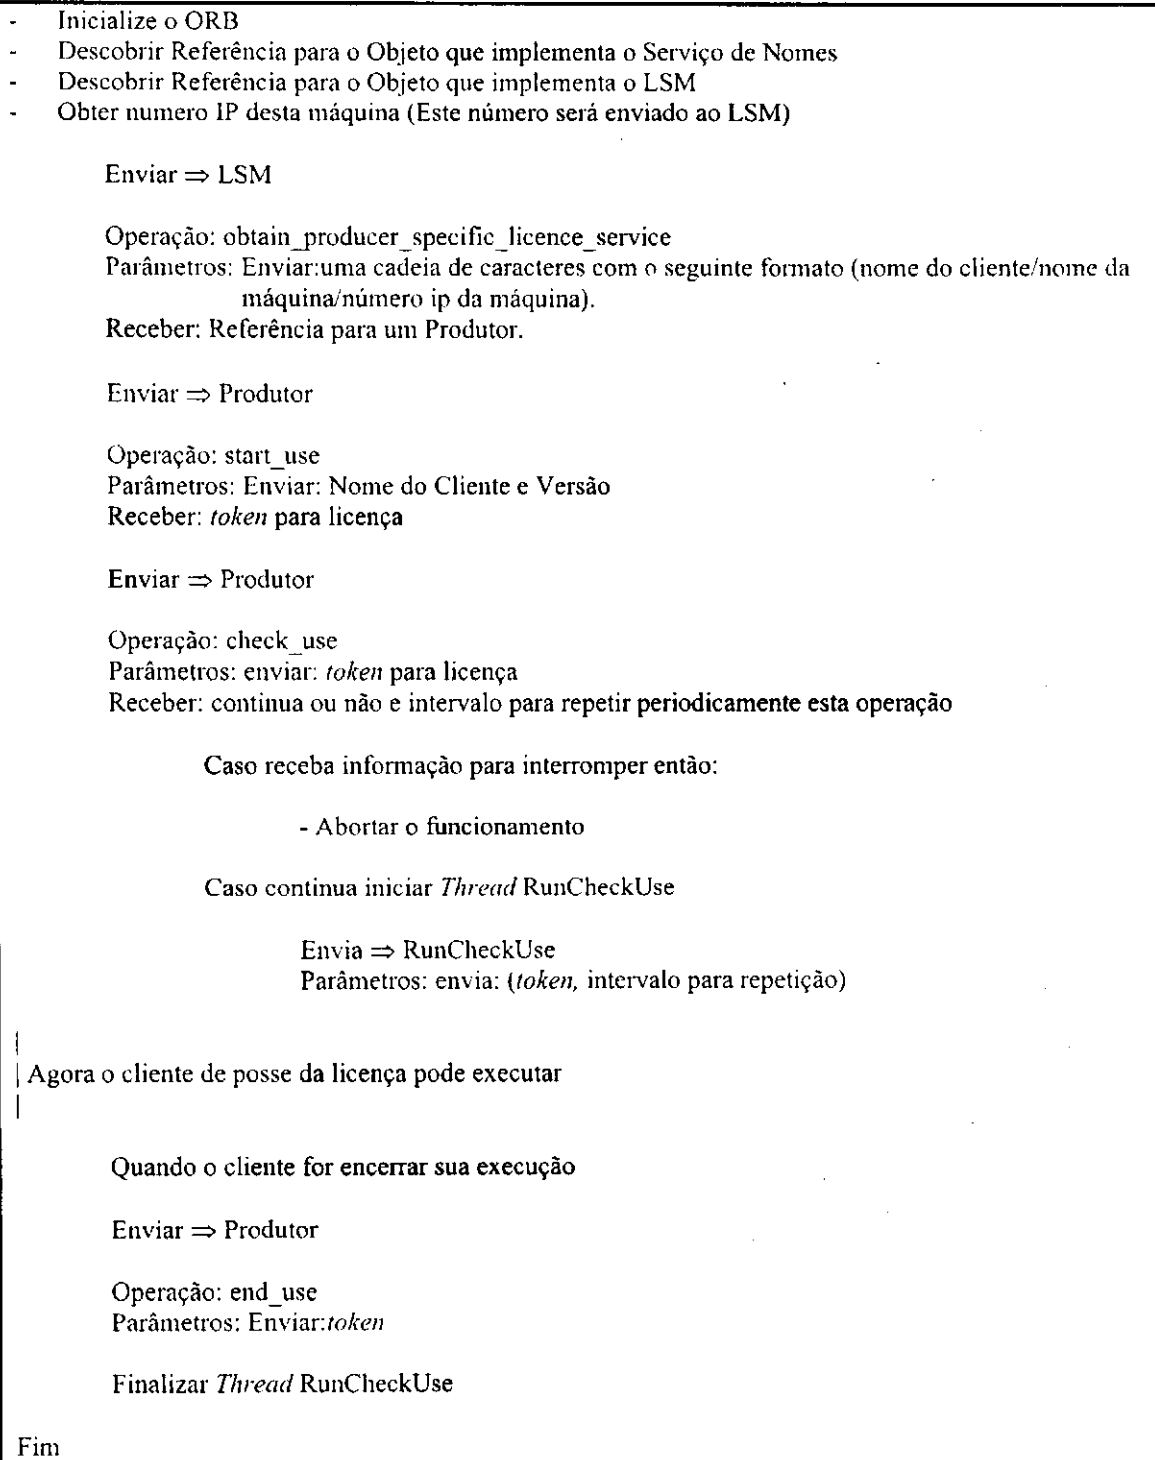 - Inicialize o ORB
- Descobrir Referência para o Objeto que implementa o Serviço de Nomes
- Descobrir Referência para o Objeto que implementa o LSM
- Obter numero IP desta máquina (Este número será enviado ao LSM)
Enviar ⇒ LSM
Operação: obtain_producer_specific_licence_service
Parâmetros: Enviar:uma cadeia de caracteres com o seguinte formato (nome do cliente/nome da
máquina/número ip da máquina).
Receber: Referência para um Produtor.
Enviar ⇒ Produtor
Operação: start_use
Parâmetros: Enviar: Nome do Cliente e Versão
Receber: token para licença
Enviar ⇒ Produtor
Operação: check_use
Parâmetros: enviar: token para licença
Receber: continua ou não e intervalo para repetir periodicamente esta operação
Caso receba informação para interromper então:
- Abortar o funcionamento
Caso continua iniciar Thread RunCheckUse
Envia ⇒ RunCheckUse
Parâmetros: envia: (token, intervalo para repetição)
|
| Agora o cliente de posse da licença pode executar
|
Quando o cliente for encerrar sua execução
Enviar ⇒ Produtor
Operação: end_use
Parâmetros: Enviar:token
Finalizar Thread RunCheckUse
Fim